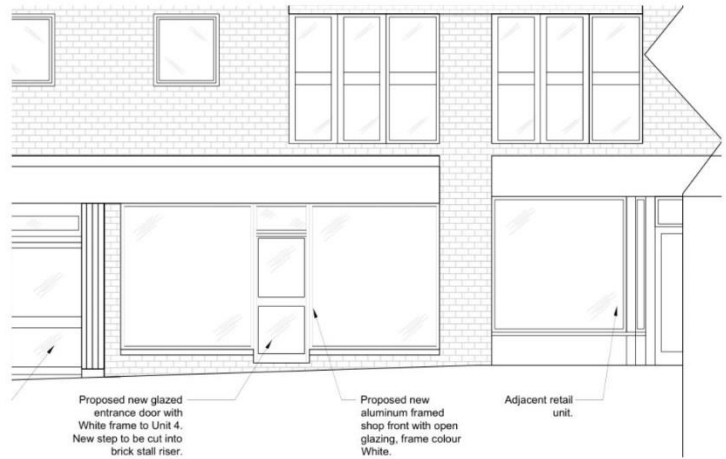 Proposed new glazed
entrance door with
White frame to Unit 4.
New step to be cut into
brick stall riser.
Proposed new
aluminum framed
shop front with open
glazing, frame colour
White.
Adjacent retail
unit.